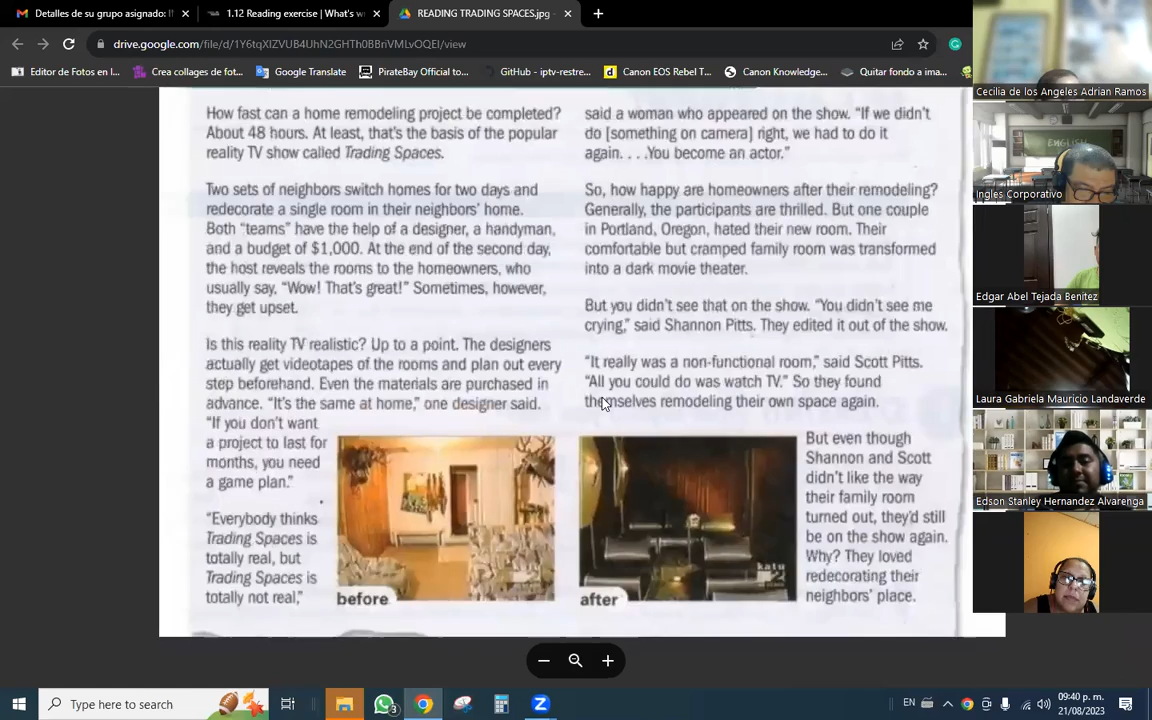 Detalles de su grupo asignado: I
1.12 Reading exercise | What's w
READING TRADING SPACES.jpg -
drive.google.com/file/d/1Y6tqXIZVUB4UhN2GTh0BBriVMLvOQEI/view
Editor de Fotos en l...
Crea collages de fot...
Google Translate
PirateBay Official to...
GitHub - iptv-restre...
Canon EOS Rebel T...
Canon Knowledge...
Quitar fondo a ima...
How fast can a home remodeling project be completed?
About 48 hours. At least, that's the basis of the popular
reality TV show called Trading Spaces.
Two sets of neighbors switch homes for two days and
redecorate a single room in their neighbors' home.
Both "teams" have the help of a designer, a handyman,
and a budget of $1,000. At the end of the second day,
the host reveals the rooms to the homeowners, who
usually say, "Wow! That's great!" Sometimes, however,
they get upset.
Is this reality TV realistic? Up to a point. The designers
actually get videotapes of the rooms and plan out every
step beforehand. Even the materials are purchased in
advance. "It's the same at home," one designer said.
"If you don't want
a project to last for
months, you need
a game plan."
"Everybody thinks
Trading Spaces is
totally real, but
Trading Spaces is
totally not real,"
before
said a woman who appeared on the show. "If we didn't
do [something on camera] right, we had to do it
again. . . .You become an actor."
So, how happy are homeowners after their remodeling?
Generally, the participants are thrilled. But one couple
in Portland, Oregon, hated their new room. Their
comfortable but cramped family room was transformed
into a dark movie theater.
But you didn't see that on the show. "You didn't see me
crying," said Shannon Pitts. They edited it out of the show.
"It really was a non-functional room," said Scott Pitts.
"All you could do was watch TV." So they found
themselves remodeling their own space again.
after
katu
But even though
Shannon and Scott
didn't like the way
their family room
turned out, they'd still
be on the show again.
Why? They loved
redecorating their
neighbors' place.
Cecilia de los Angeles Adrian Ramos
ENGLISH
Ingles Corporativo
Edgar Abel Tejada Benitez
Laura Gabriela Mauricio Landaverde
Edson Stanley Hernandez Alvarenga
Type here to search
3
EN
09:40 p. m.
21/08/2023